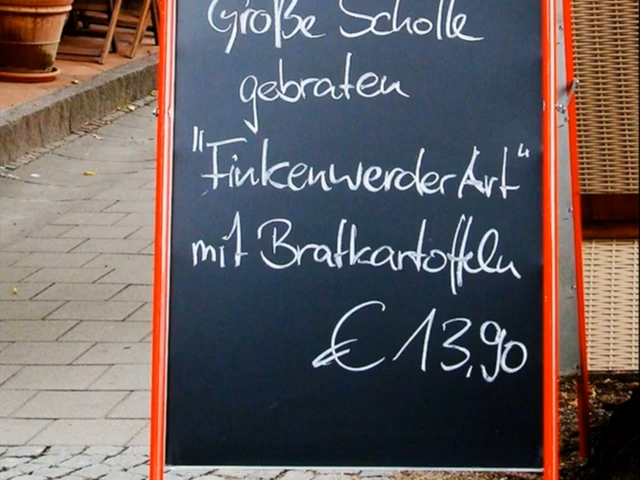 Große Scholle
gebraten
"Finkenwerder Art"
mit Bratkartoffeln
€ 13,90